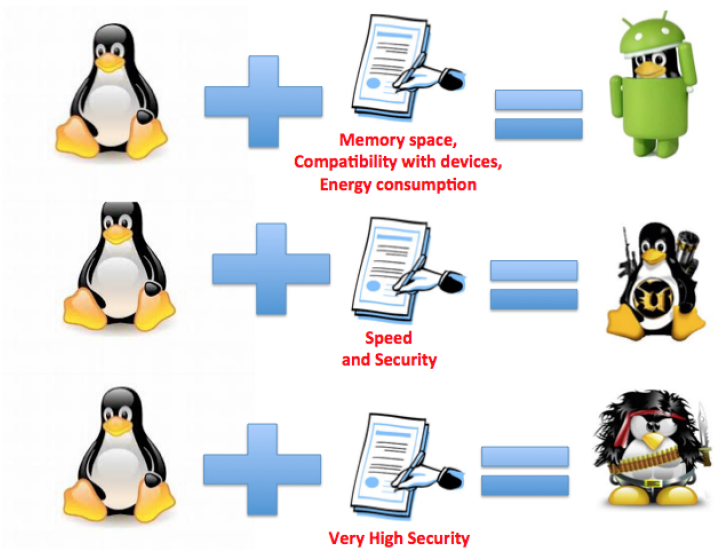 Memory space,
Compatibility with devices,
Energy consumption
Speed
and Security
Very High Security